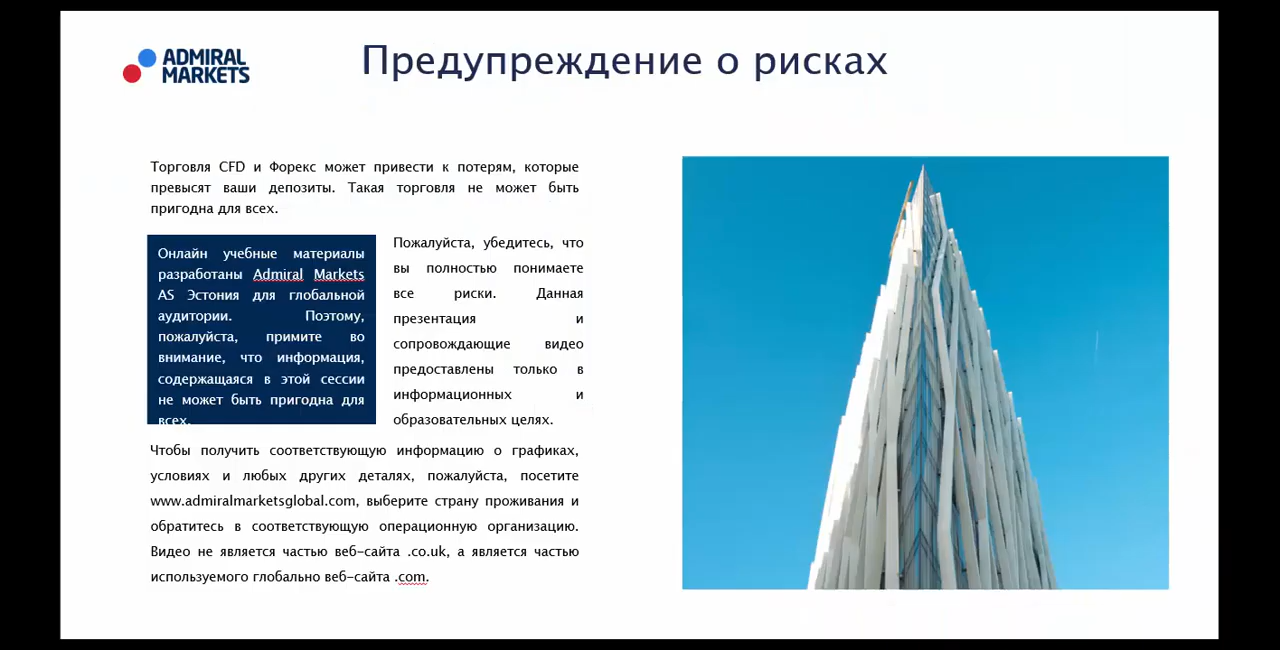 ADMIRAL
MARKETS
Предупреждение о рисках
Торговля CFD и Форекс может привести к потерям, которые
превысят ваши депозиты. Такая торговля не может быть
пригодна для всех.
Онлайн учебные материалы
разработаны Admiral Markets
AS Эстония для глобальной
аудитории. Поэтому,
пожалуйста, примите во
внимание, что информация,
содержащаяся в этой сессии
не может быть пригодна для
всех.
Пожалуйста, убедитесь, что
вы полностью понимаете
все риски. Данная
презентация и
сопровождающие видео
предоставлены только в
информационных и
образовательных целях.
Чтобы получить соответствующую информацию о графиках,
условиях и любых других деталях, пожалуйста, посетите
www.admiralmarketsglobal.com, выберите страну проживания и
обратитесь в соответствующую операционную организацию.
Видео не является частью веб-сайта .co.uk, а является частью
используемого глобально веб-сайта .com.